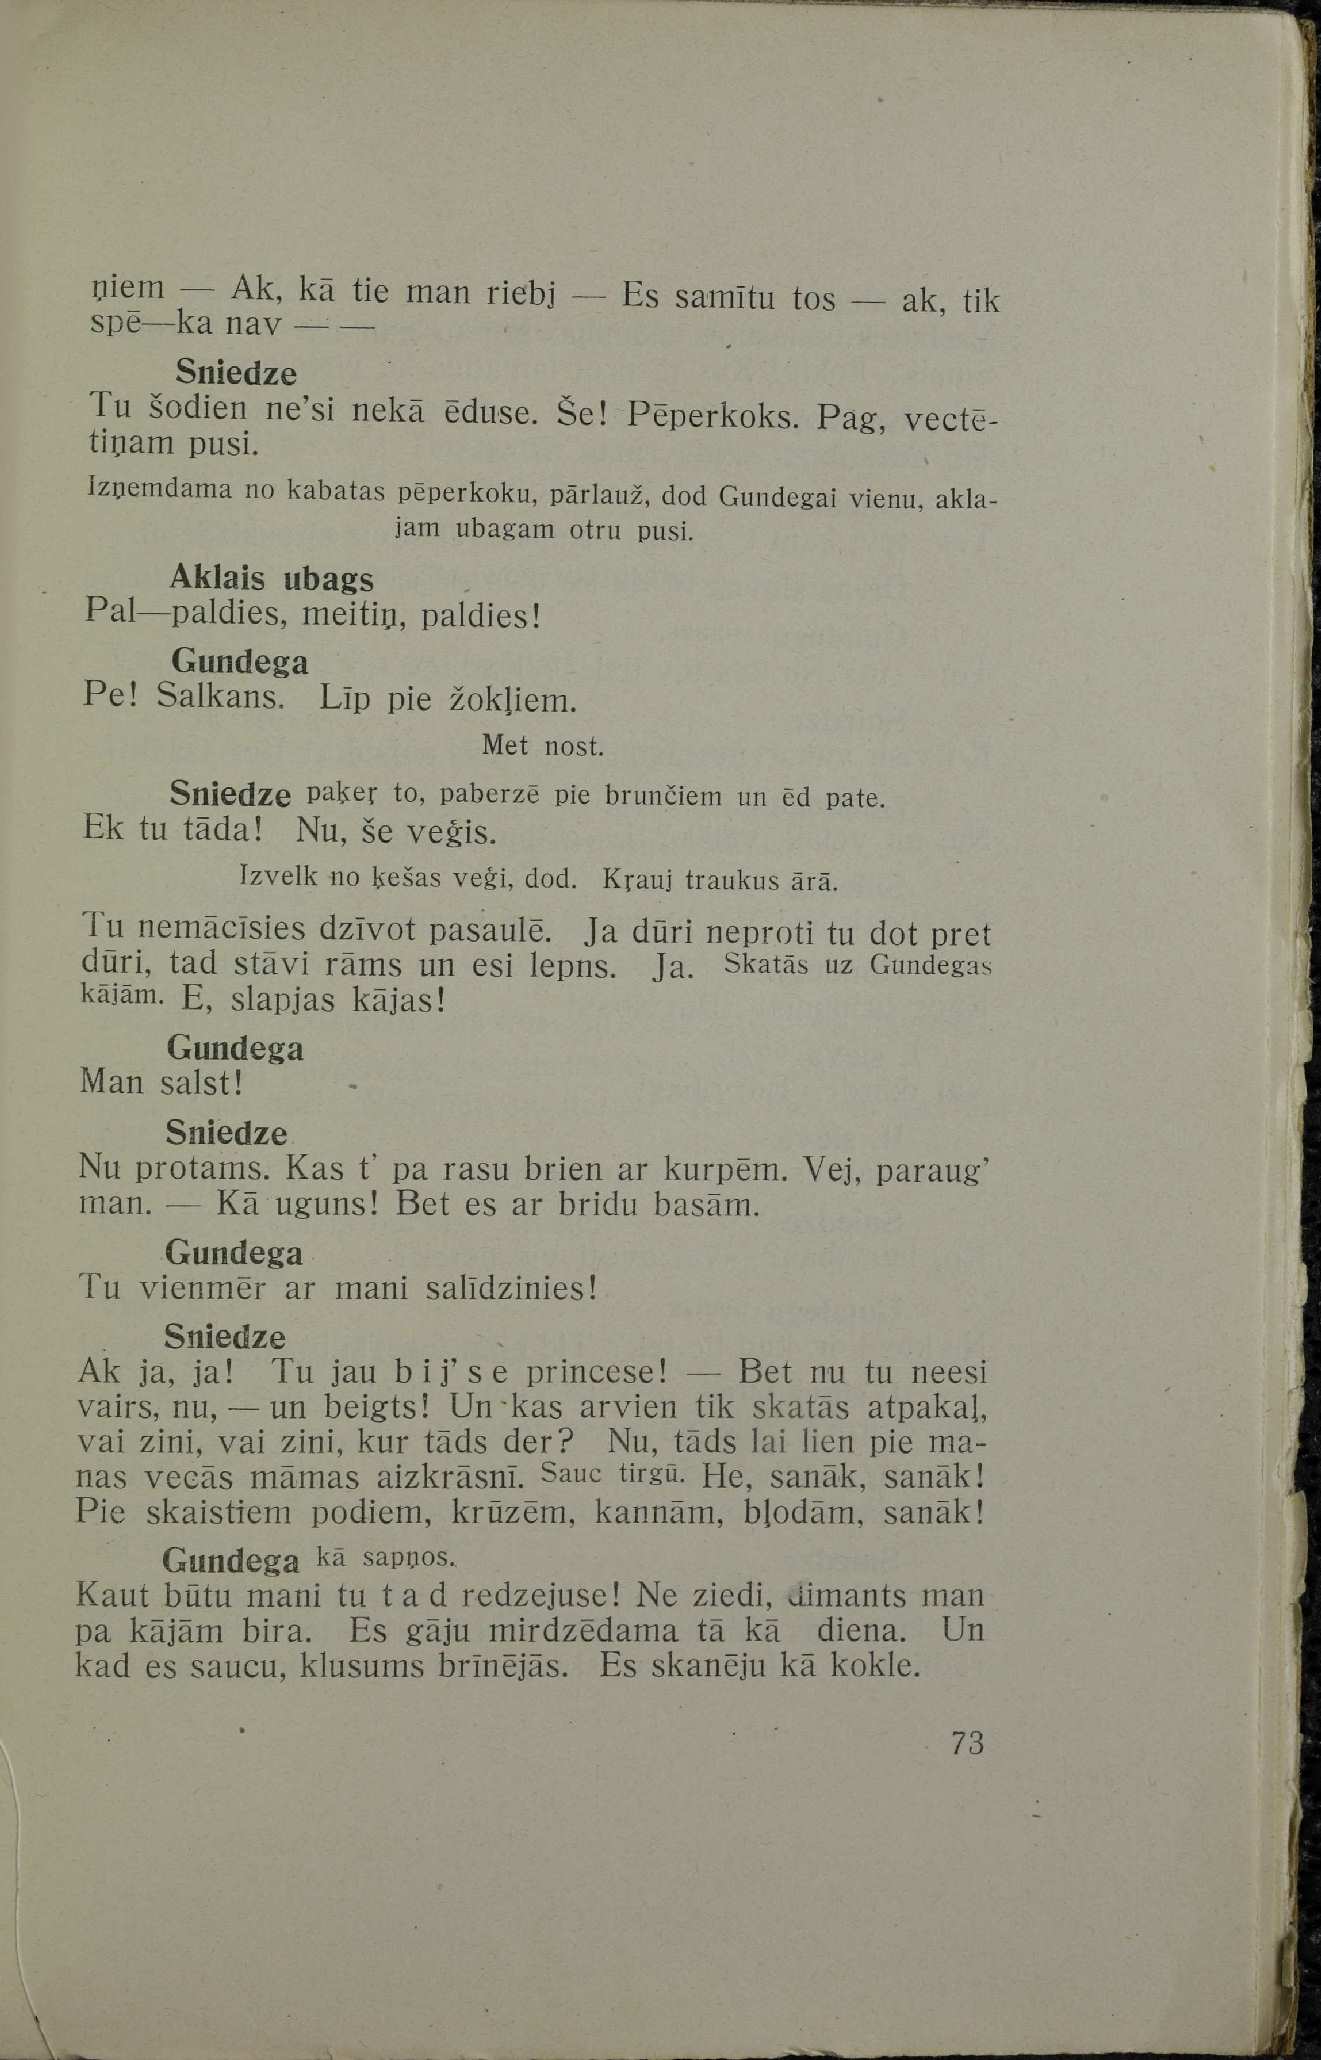 ņiem — Ak, kā tie man riebj — Es samītu tos — ak, tik
spē—ka nav — —
Sniedze
Tu šodien ne’si nekā ēduse. Še! Pēperkoks. Pag, vectē-
tiņam pusi.
Izņemdama no kabatas pēperkoku, pārlauž, dod Gundegai vienu, akla-
jam ubagam otru pusi.
Aklais ubags
Pal—paldies, meitiņ, paldies!
Gundega
Pe! Salkans. Līp pie žokļiem.
Met nost.
Sniedze paķeŗ to, paberzē pie brunčiem un ēd pate.
Ek tu tāda! Nu, še veģis.
Izvelk no ķešas veģi, dod. Kŗauj traukus ārā.
Tu nemācīsies dzīvot pasaulē. Ja dūri neproti tu dot pret
dūri, tad stāvi rāms un esi lepns. Ja. Skatās uz Gundegas
kājām. E, slapjas kājas!
Gundega
Man salst!
Sniedze
Nu protams. Kas t’ pa rasu brien ar kurpēm. Vej, paraug’
man. — Kā uguns! Bet es ar bridu basām.
Gundega
Tu vienmēr ar mani salīdzinies!
Sniedze
Ak ja, ja! Tu jau b i j’ s e princese! — Bet nu tu neesi
vairs, nu, — un beigts! Un kas arvien tik skatās atpakaļ,
vai zini, vai zini, kur tāds der? Nu, tāds lai lien pie ma-
nas vecās māmas aizkrāsnī. Sauc tirgū. He, sanāk, sanāk!
Pie skaistiem podiem, krūzēm, kannām, bļodām, sanāk!
Gundega kā sapņos.
Kaut būtu mani tu t a d redzejuse! Ne ziedi, dimants man
pa kājām bira. Es gāju mirdzēdama tā kā diena. Un
kad es saucu, klusums brīnējās. Es skanēju kā kokle.
73